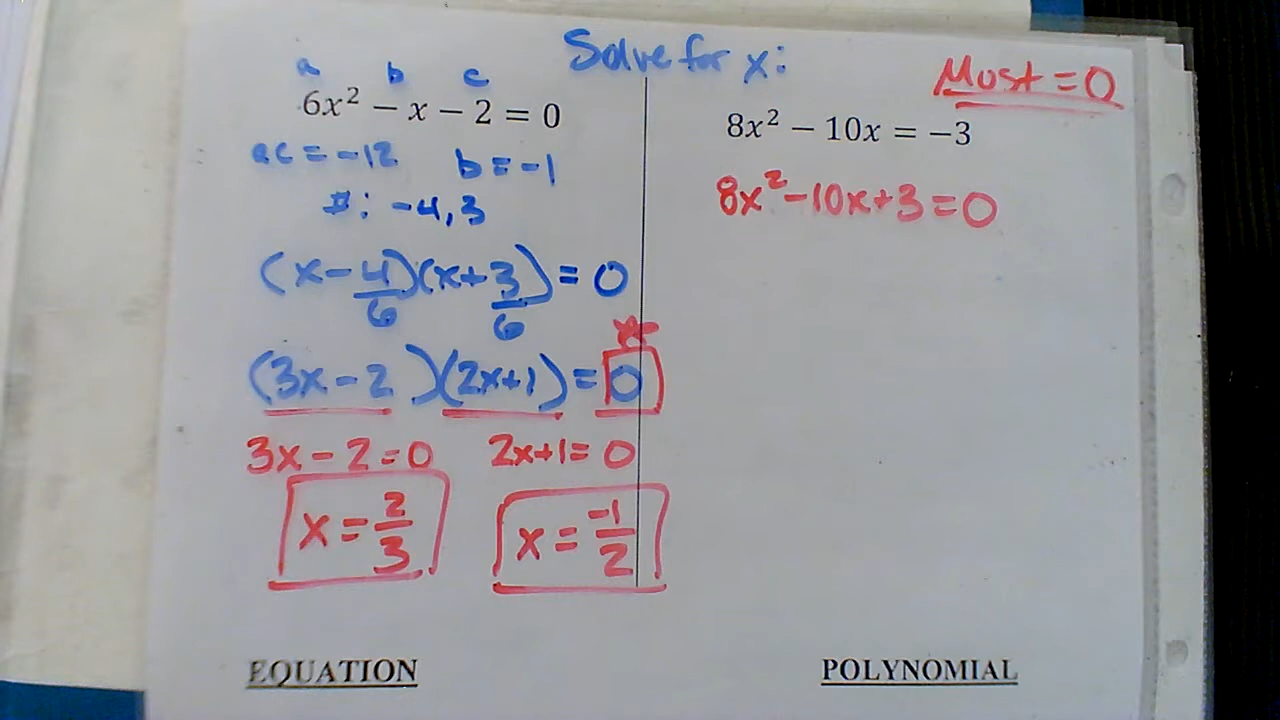 Solve for x:
a b c
6x² − x − 2 = 0
ac = -12 b = -1
#: -4, 3
(x - 4/6)(x + 3/6) = 0
*
(3x - 2 )(2x+1) = 0
3x - 2 = 0 2x+1 = 0
x = 2/3 x = -1/2
EQUATION
Must = 0
8x² − 10x = −3
8x² - 10x + 3 = 0
POLYNOMIAL